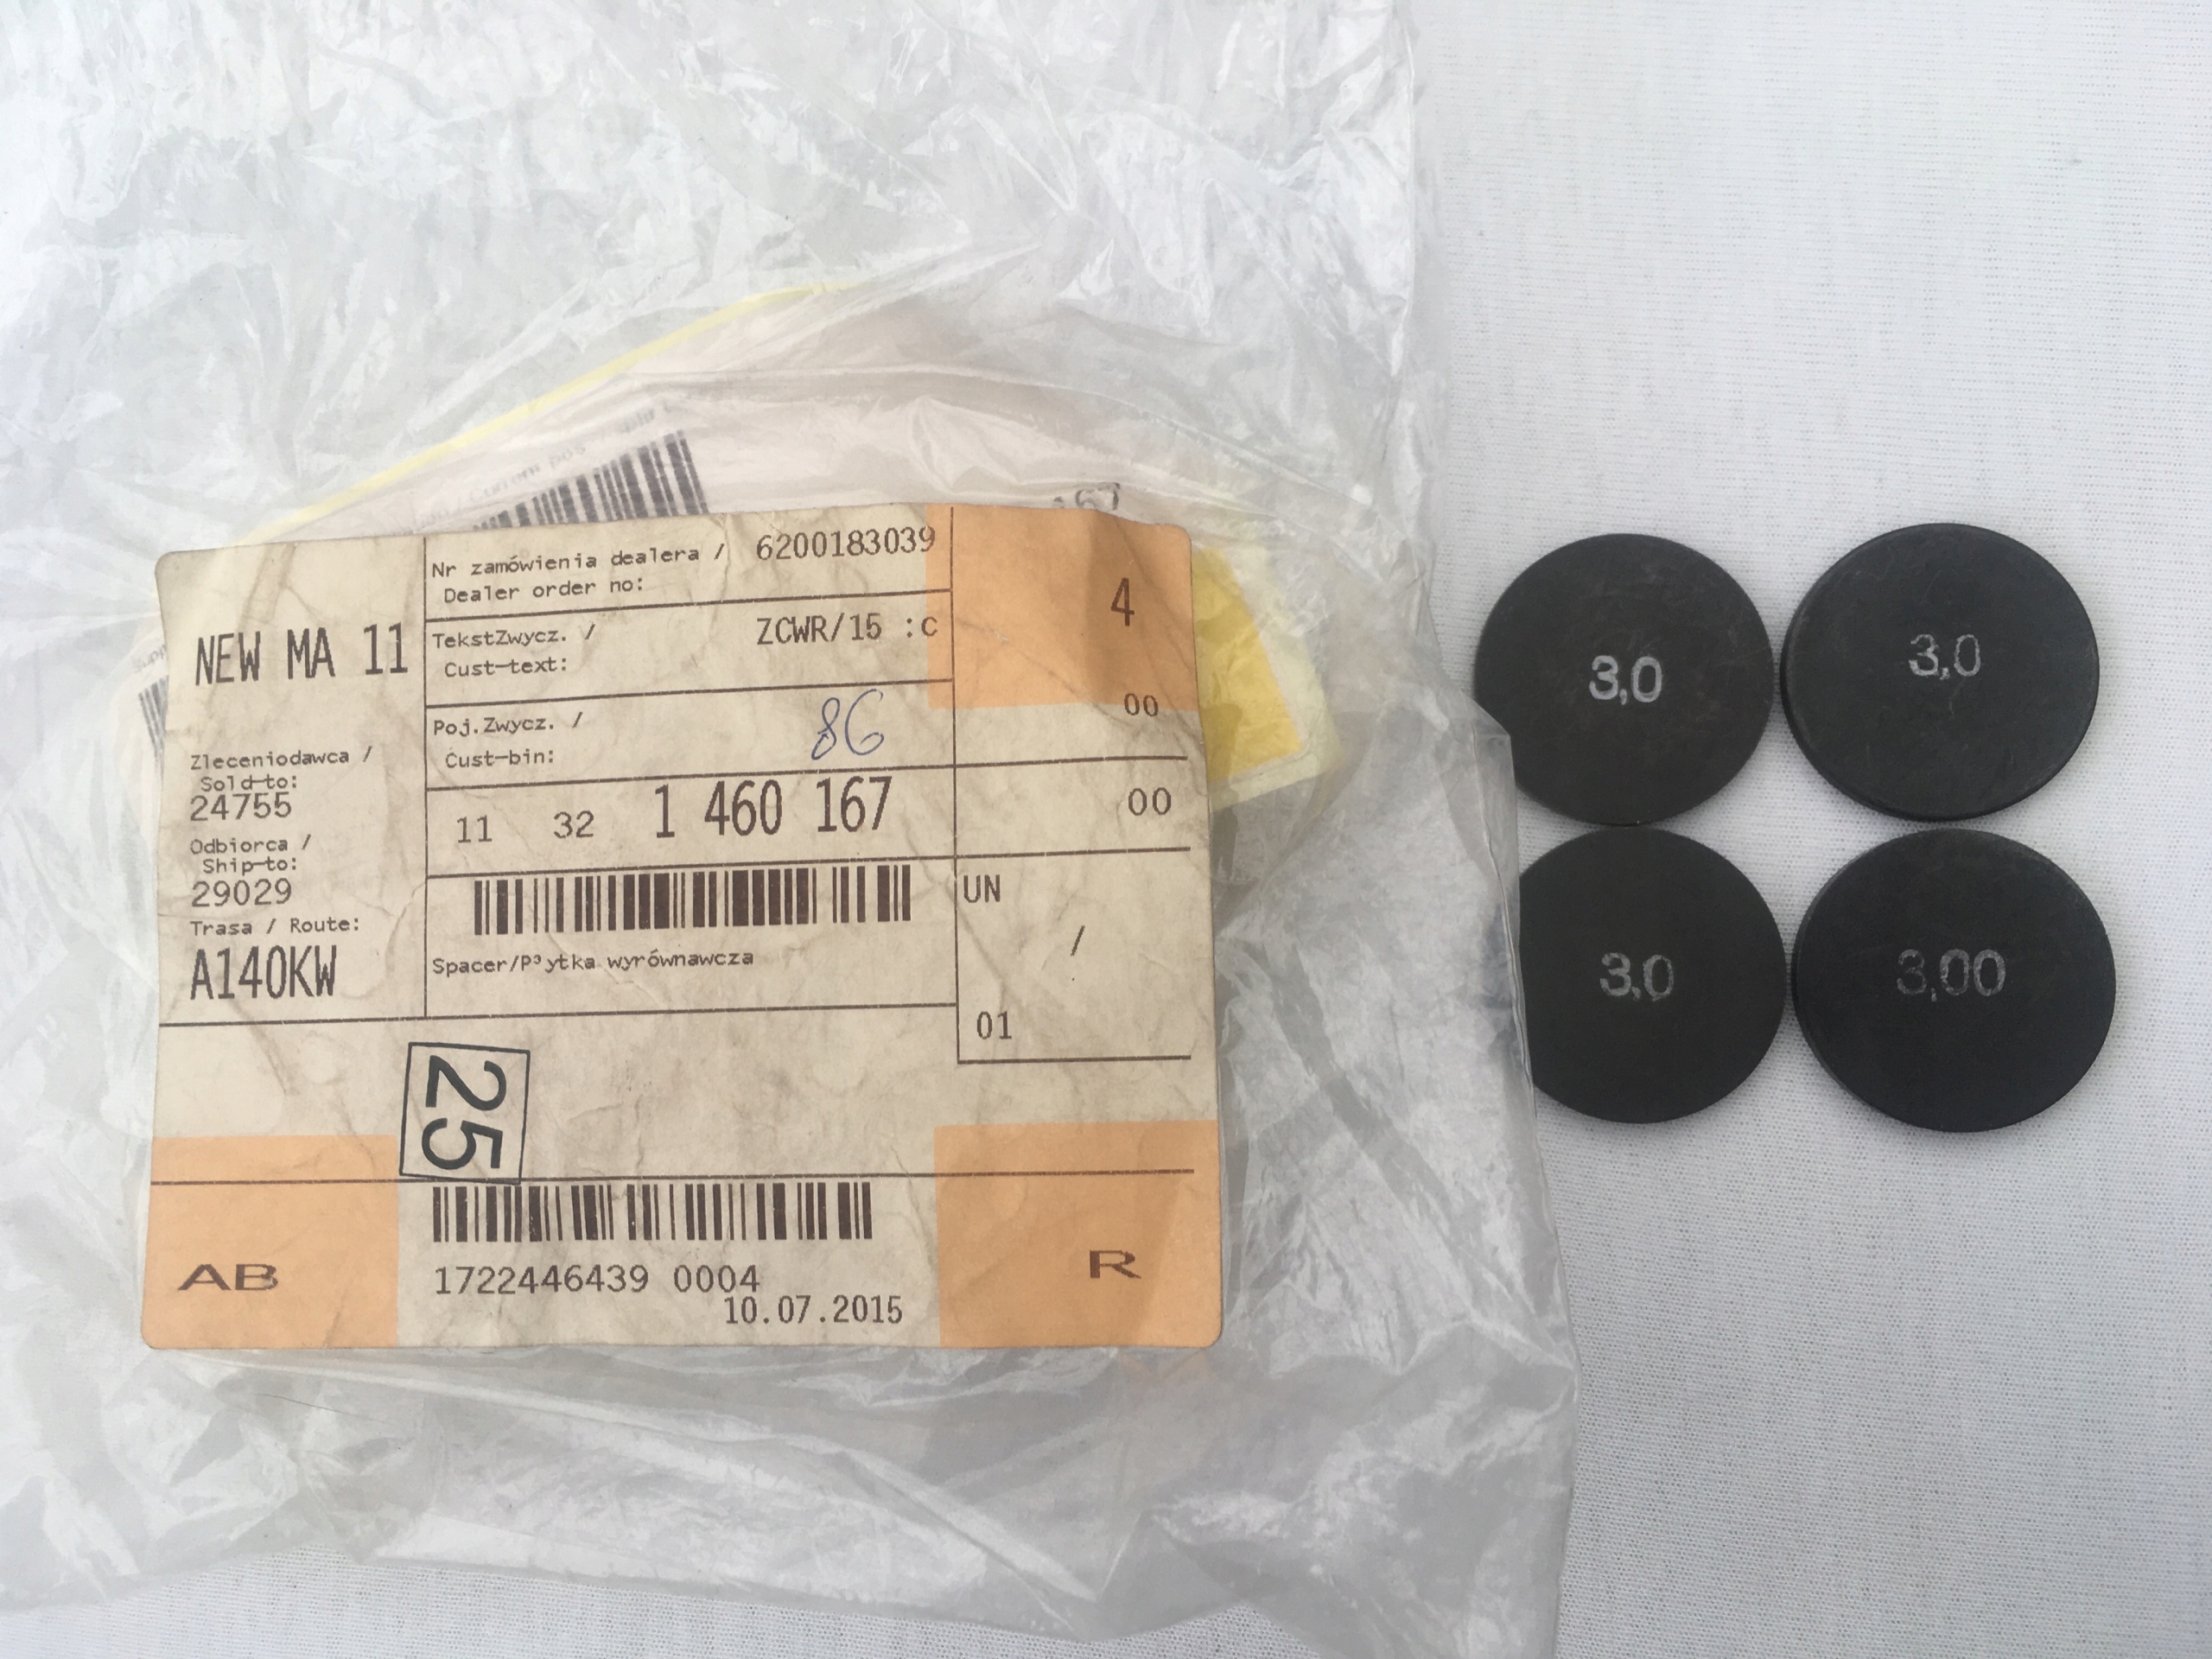 167
NEW MA 11
Nr zamówienia dealera / 6200183039
Dealer order no:
TekstZwycz. / ZCWR/15 :c
Cust-text:
Poj.Zwycz. /
Cust-bin:
86
4
00
00
Zleceniodawca /
Sold-to:
24755
Odbiorca /
Ship-to:
29029
Trasa / Route:
A140KW
11 32 1 460 167
Spacer/P³ytka wyrównawcza
UN
/
01
25
AB
1722446439 0004
10.07.2015
R
3,0
3,0
3,0
3,00